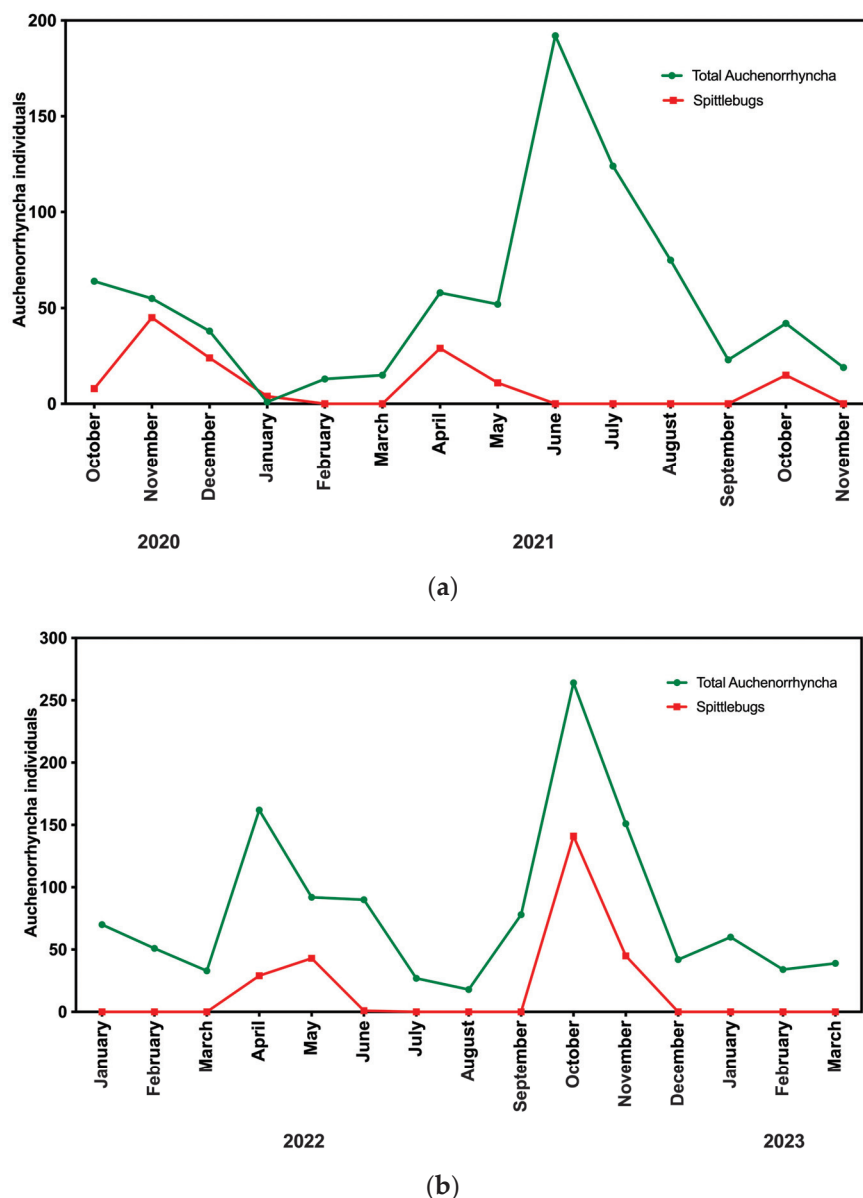 200
150
100
50
0
Auchenorrhyncha individuals
Total Auchenorrhyncha
Spittlebugs
October
November
December
January
February
March
April
May
June
July
August
September
October
November
2020
2021
(a)
300
250
200
150
100
50
0
Auchenorrhyncha individuals
Total Auchenorrhyncha
Spittlebugs
January
February
March
April
May
June
July
August
September
October
November
December
January
February
March
2022
2023
(b)